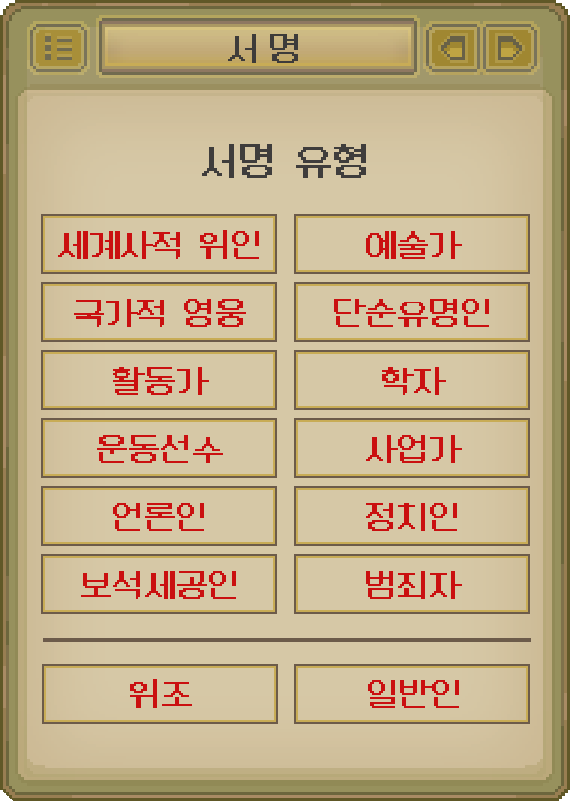 서명
서명 유형
세계사적 위인
예술가
국가적 영웅
단순유명인
활동가
학자
운동선수
사업가
언론인
정치인
보석세공인
범죄자
위조
일반인